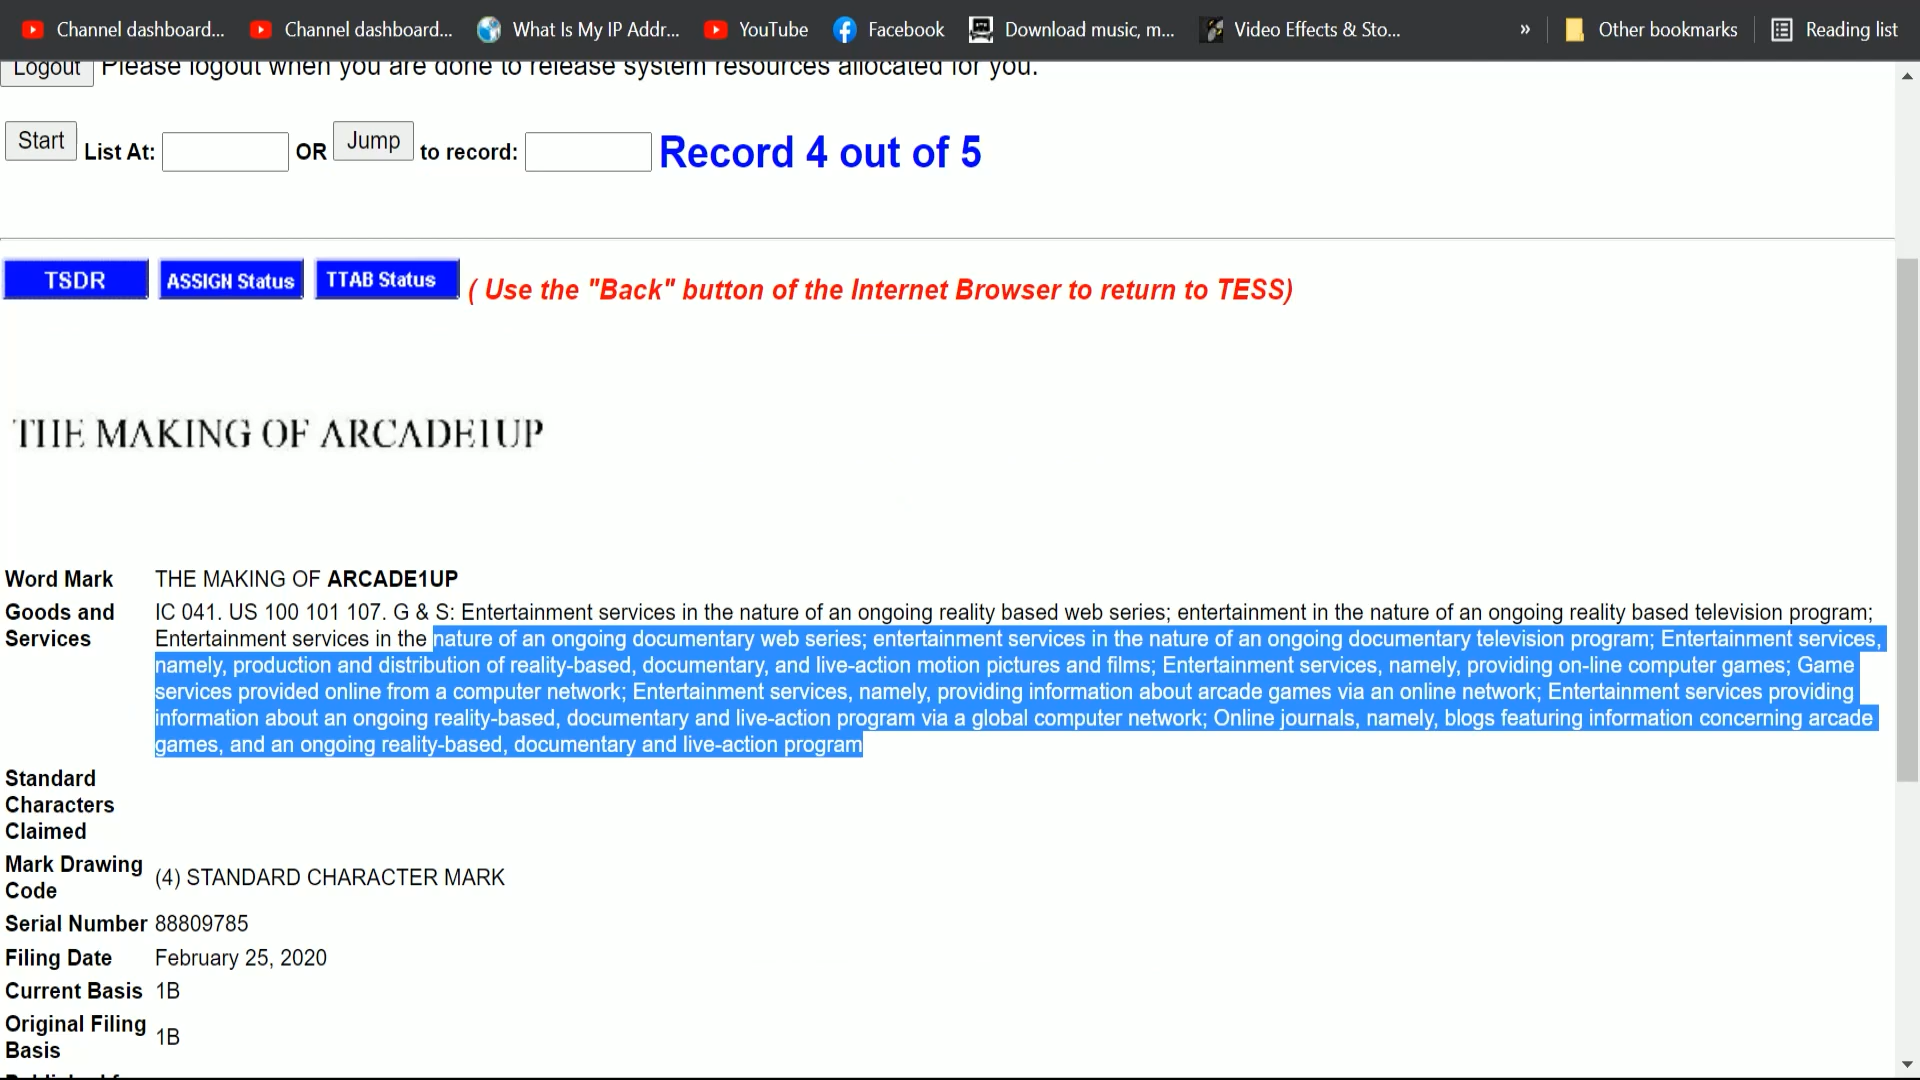 Channel dashboard... Channel dashboard... What Is My IP Addr... YouTube Facebook Download music, m... Video Effects & Sto... » Other bookmarks Reading list
Logout Please logout when you are done to release system resources allocated for you.
Start List At: OR Jump to record: Record 4 out of 5
TSDR ASSIGN Status TTAB Status ( Use the "Back" button of the Internet Browser to return to TESS)
THE MAKING OF ARCADE1UP
Word Mark THE MAKING OF ARCADE1UP
Goods and Services IC 041. US 100 101 107. G & S: Entertainment services in the nature of an ongoing reality based web series; entertainment in the nature of an ongoing reality based television program;
Entertainment services in the nature of an ongoing documentary web series; entertainment services in the nature of an ongoing documentary television program; Entertainment services,
namely, production and distribution of reality-based, documentary, and live-action motion pictures and films; Entertainment services, namely, providing on-line computer games; Game
services provided online from a computer network; Entertainment services, namely, providing information about arcade games via an online network; Entertainment services providing
information about an ongoing reality-based, documentary and live-action program via a global computer network; Online journals, namely, blogs featuring information concerning arcade
games, and an ongoing reality-based, documentary and live-action program
Standard
Characters
Claimed
Mark Drawing
Code (4) STANDARD CHARACTER MARK
Serial Number 88809785
Filing Date February 25, 2020
Current Basis 1B
Original Filing
Basis 1B